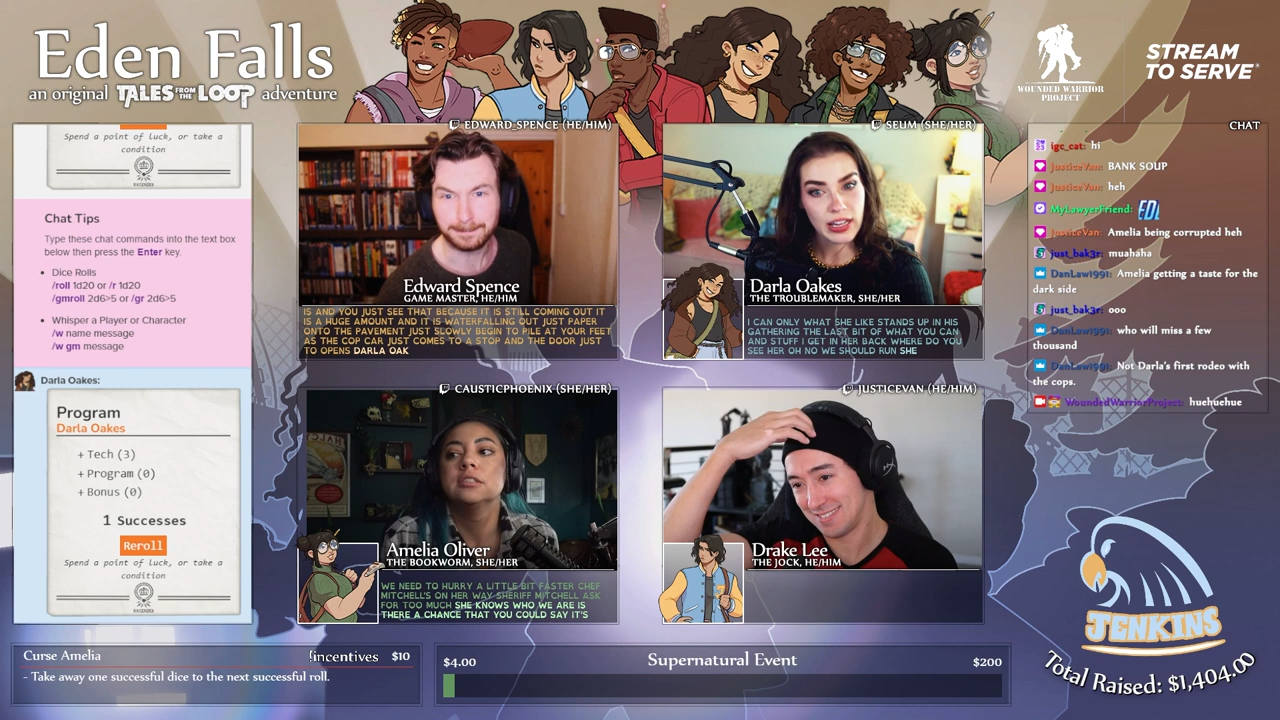 Eden Falls
an original TALES FROM THE LOOP adventure
WOUNDED WARRIOR
PROJECT
STREAM
TO SERVE
Spend a point of luck, or take a
condition
Chat Tips
Type these chat commands into the text box
below then press the Enter key.
• Dice Rolls
/roll 1d20 or /r 1d20
/gmroll 2d6>5 or /gr 2d6>5
• Whisper a Player or Character
/w name message
/w gm message
Darla Oakes:
Program
Darla Oakes
+ Tech (3)
+ Program (0)
+ Bonus (0)
1 Successes
Reroll
Spend a point of luck, or take a
condition
EDWARD_SPENCE (HE/HIM)
Edward Spence
GAME MASTER, HE/HIM
IS AND YOU JUST SEE THAT BECAUSE IT IS STILL COMING OUT IT
IS A HUGE AMOUNT AND IT IS WATERFALLING OUT JUST PAPER
ONTO THE PAVEMENT JUST SLOWLY BEGIN TO PILE AT YOUR FEET
AS THE COP CAR JUST COMES TO A STOP AND THE DOOR JUST
TO OPENS DARLA OAK
SEUM (SHE/HER)
Darla Oakes
THE TROUBLEMAKER, SHE/HER
I CAN ONLY WHAT SHE LIKE STANDS UP IN HIS
GATHERING THE LAST BIT OF WHAT YOU CAN
AND STUFF I GET IN HER BACK WHERE DO YOU
SEE HER OH NO WE SHOULD RUN SHE
CAUSTICPHOENIX (SHE/HER)
Amelia Oliver
THE BOOKWORM, SHE/HER
WE NEED TO HURRY A LITTLE BIT FASTER CHEF
MITCHELL'S ON HER WAY SHERIFF MITCHELL ASK
FOR TOO MUCH SHE KNOWS WHO WE ARE IS
THERE A CHANCE THAT YOU COULD SAY IT'S
JUSTICEVAN (HE/HIM)
Drake Lee
THE JOCK, HE/HIM
CHAT
igc_cat: hi
JusticeVan: BANK SOUP
JusticeVan: heh
MyLawyerFriend: EDL
JusticeVan: Amelia being corrupted heh
just_bak3r: muahaha
DanLaw1991: Amelia getting a taste for the
dark side
just_bak3r: ooo
DanLaw1991: who will miss a few
thousand
DanLaw1991: Not Darla's first rodeo with
the cops.
WoundedWarriorProject: huehuehue
JENKINS
Total Raised: $1,404.00
Curse Amelia !incentives $10
- Take away one successful dice to the next successful roll.
$4.00 Supernatural Event $200